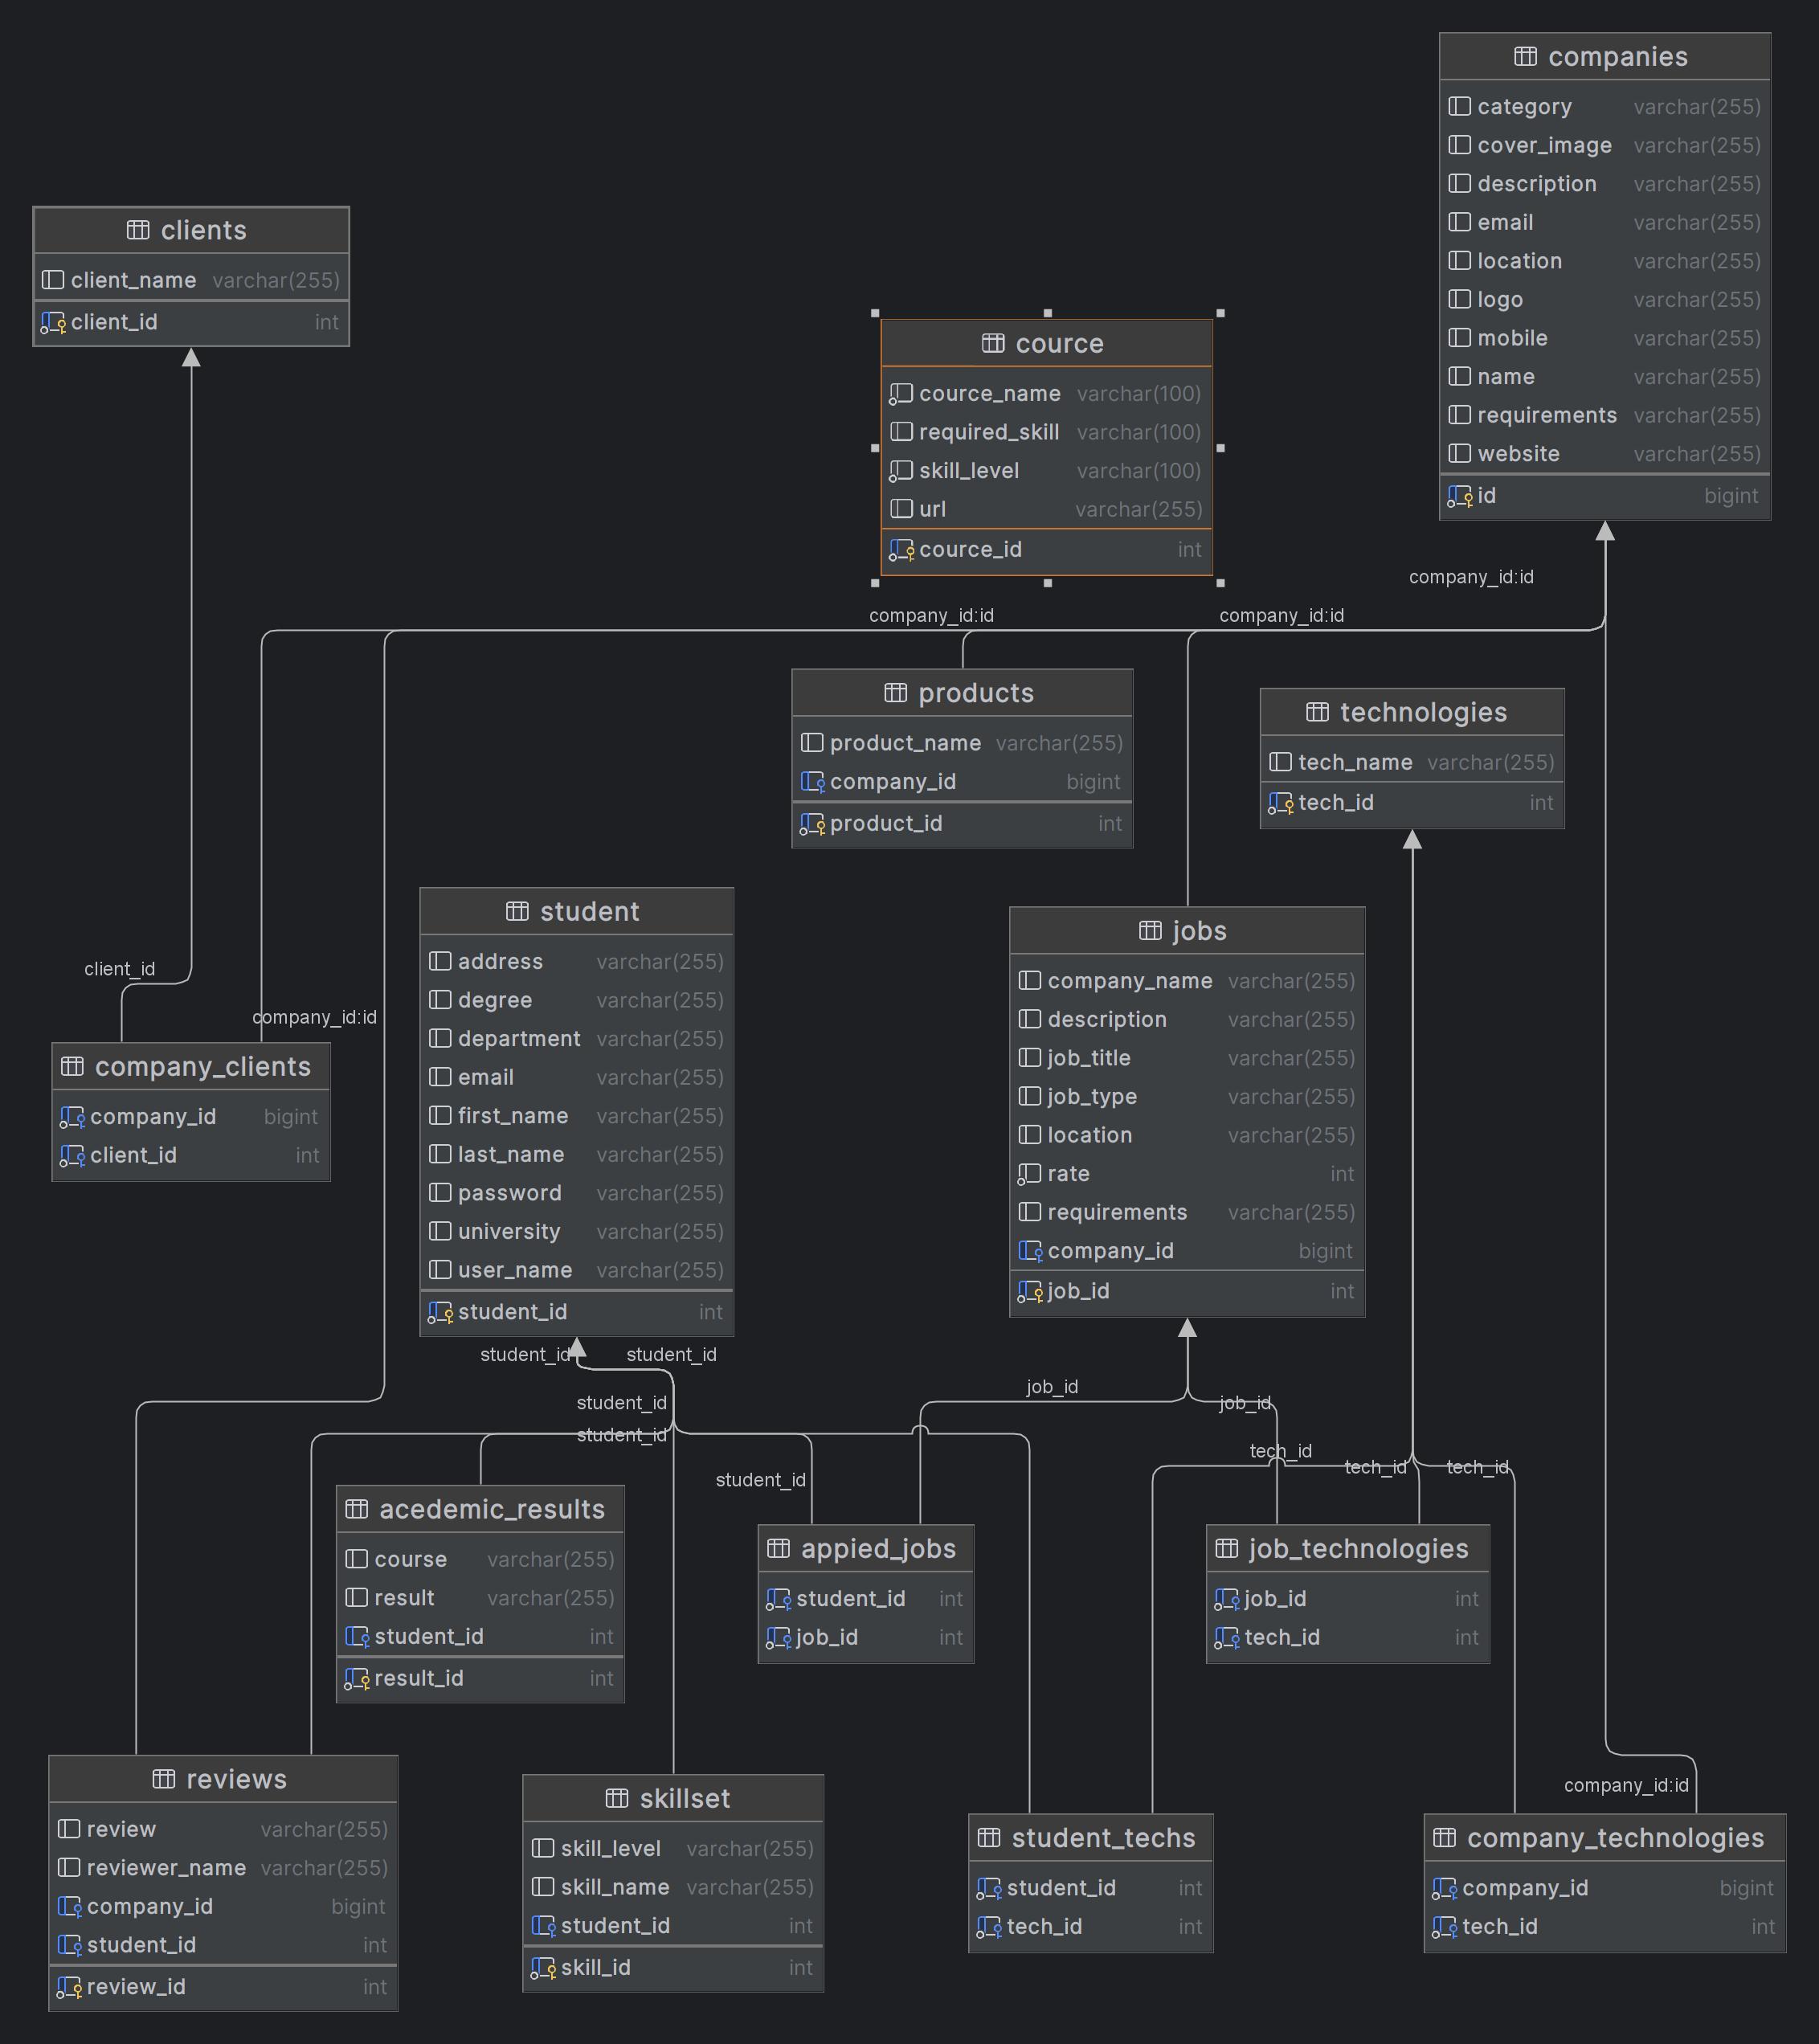 companies
category varchar(255)
cover_image varchar(255)
description varchar(255)
email varchar(255)
location varchar(255)
logo varchar(255)
mobile varchar(255)
name varchar(255)
requirements varchar(255)
website varchar(255)
id bigint
clients
client_name varchar(255)
client_id int
cource
cource_name varchar(100)
required_skill varchar(100)
skill_level varchar(100)
url varchar(255)
cource_id int
company_id:id
company_id:id
company_id:id
products
product_name varchar(255)
company_id bigint
product_id int
technologies
tech_name varchar(255)
tech_id int
student
address varchar(255)
degree varchar(255)
department varchar(255)
email varchar(255)
first_name varchar(255)
last_name varchar(255)
password varchar(255)
university varchar(255)
user_name varchar(255)
student_id int
jobs
company_name varchar(255)
description varchar(255)
job_title varchar(255)
job_type varchar(255)
location varchar(255)
rate int
requirements varchar(255)
company_id bigint
job_id int
client_id
company_id:id
company_clients
company_id bigint
client_id int
student_id
student_id
student_id
student_id
student_id
job_id
job_id
tech_id
tech_id
tech_id
acedemic_results
course varchar(255)
result varchar(255)
student_id int
result_id int
appied_jobs
student_id int
job_id int
job_technologies
job_id int
tech_id int
company_id:id
reviews
review varchar(255)
reviewer_name varchar(255)
company_id bigint
student_id int
review_id int
skillset
skill_level varchar(255)
skill_name varchar(255)
student_id int
skill_id int
student_techs
student_id int
tech_id int
company_technologies
company_id bigint
tech_id int